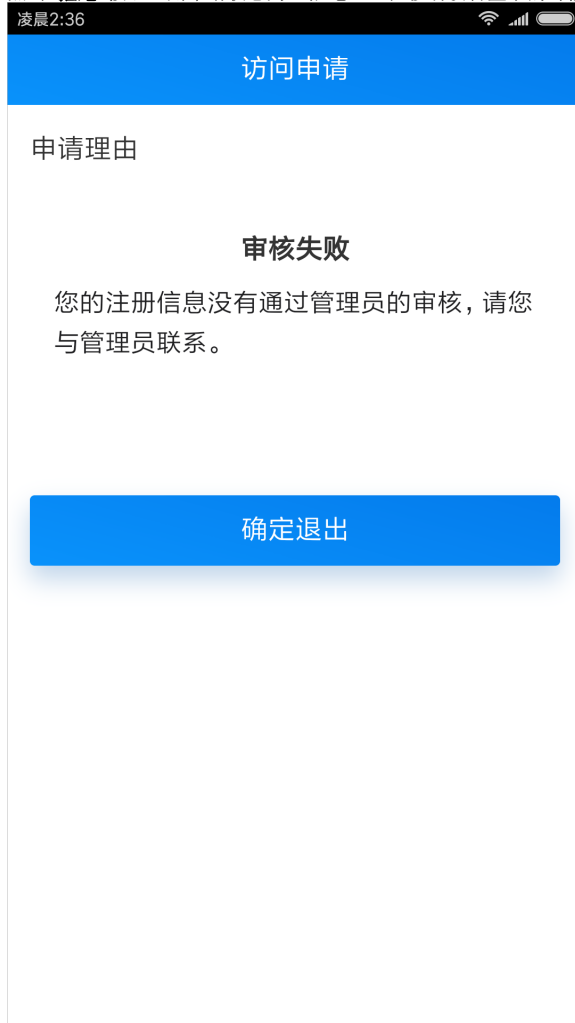 凌晨2:36
访问申请
申请理由
审核失败
您的注册信息没有通过管理员的审核,请您
与管理员联系。
确定退出